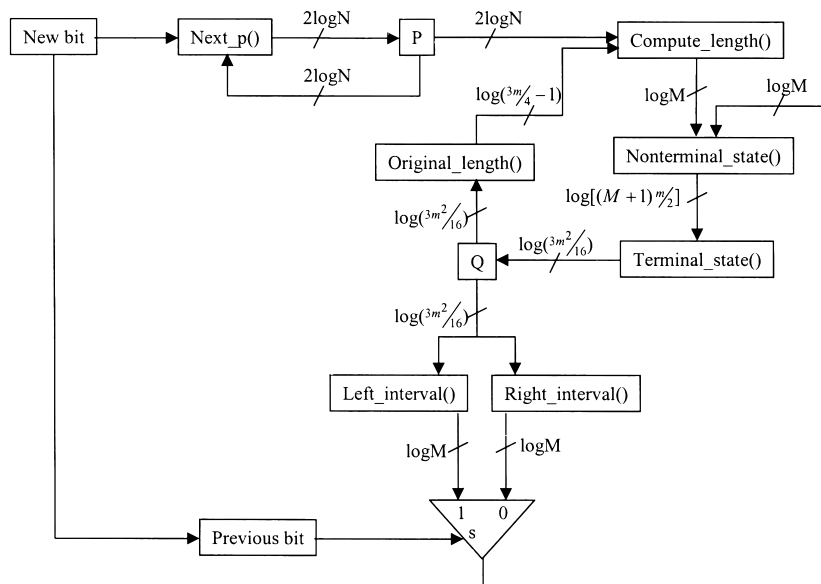 2logN
2logN
New bit
Next_p()
P
Compute_length()
2logN
log(3m/4 − 1)
logM
logM
Original_length()
Nonterminal_state()
log(3m²/16)
log[(M + 1) m/2]
log(3m²/16)
Q
Terminal_state()
log(3m²/16)
Left_interval()
Right_interval()
logM
logM
1 0
s
Previous bit